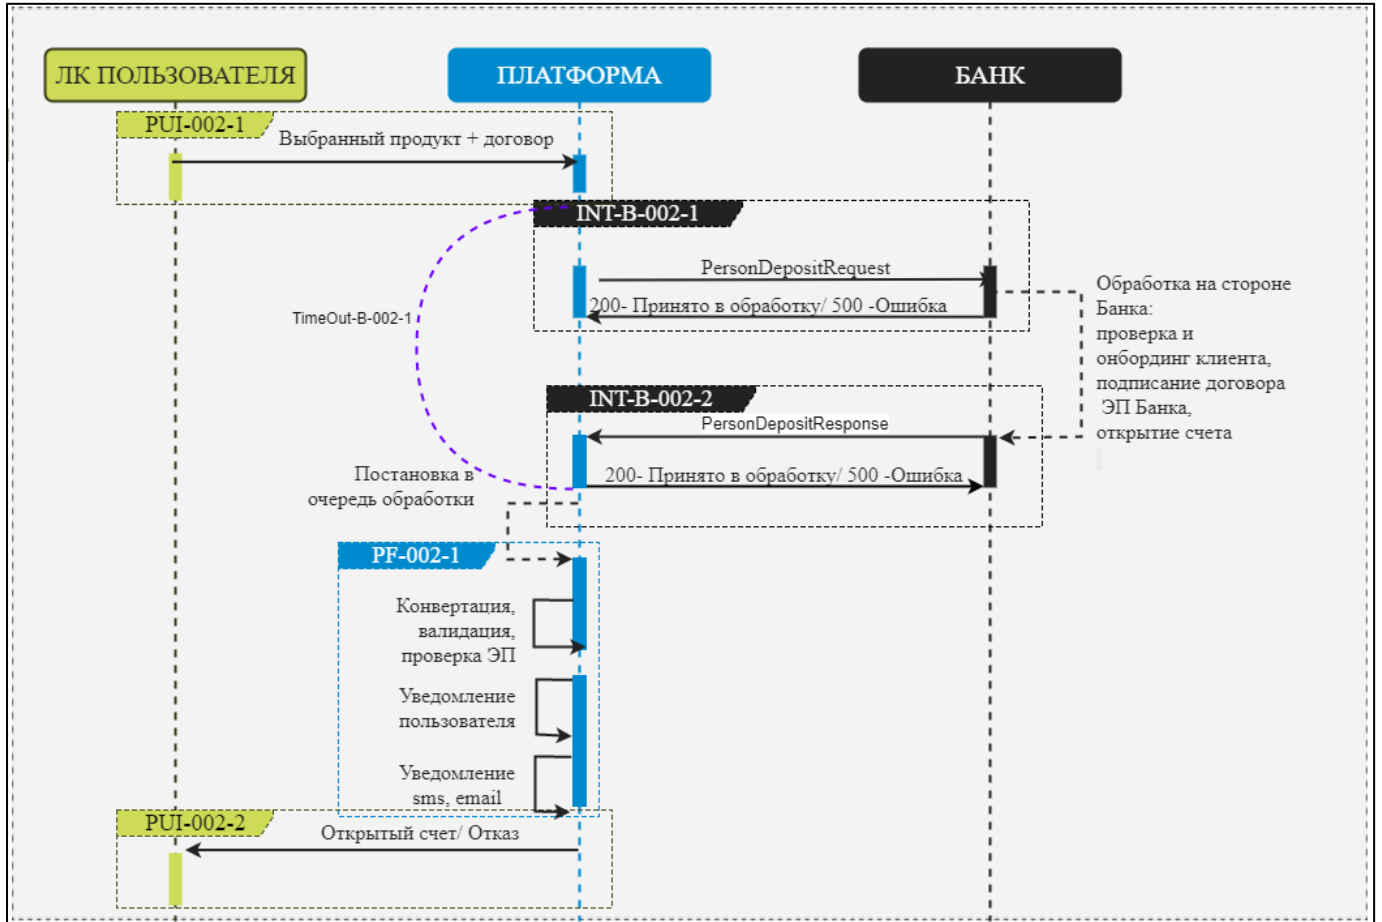 ЛК ПОЛЬЗОВАТЕЛЯ
ПЛАТФОРМА
БАНК
PUI-002-1
Выбранный продукт + договор
INT-B-002-1
PersonDepositRequest
200- Принято в обработку/ 500 -Ошибка
TimeOut-B-002-1
Обработка на стороне
Банка:
проверка и
онбординг клиента,
подписание договора
ЭП Банка,
открытие счета
INT-B-002-2
PersonDepositResponse
200- Принято в обработку/ 500 -Ошибка
Постановка в
очередь обработки
PF-002-1
Конвертация,
валидация,
проверка ЭП
Уведомление
пользователя
Уведомление
sms, email
PUI-002-2
Открытый счет/ Отказ